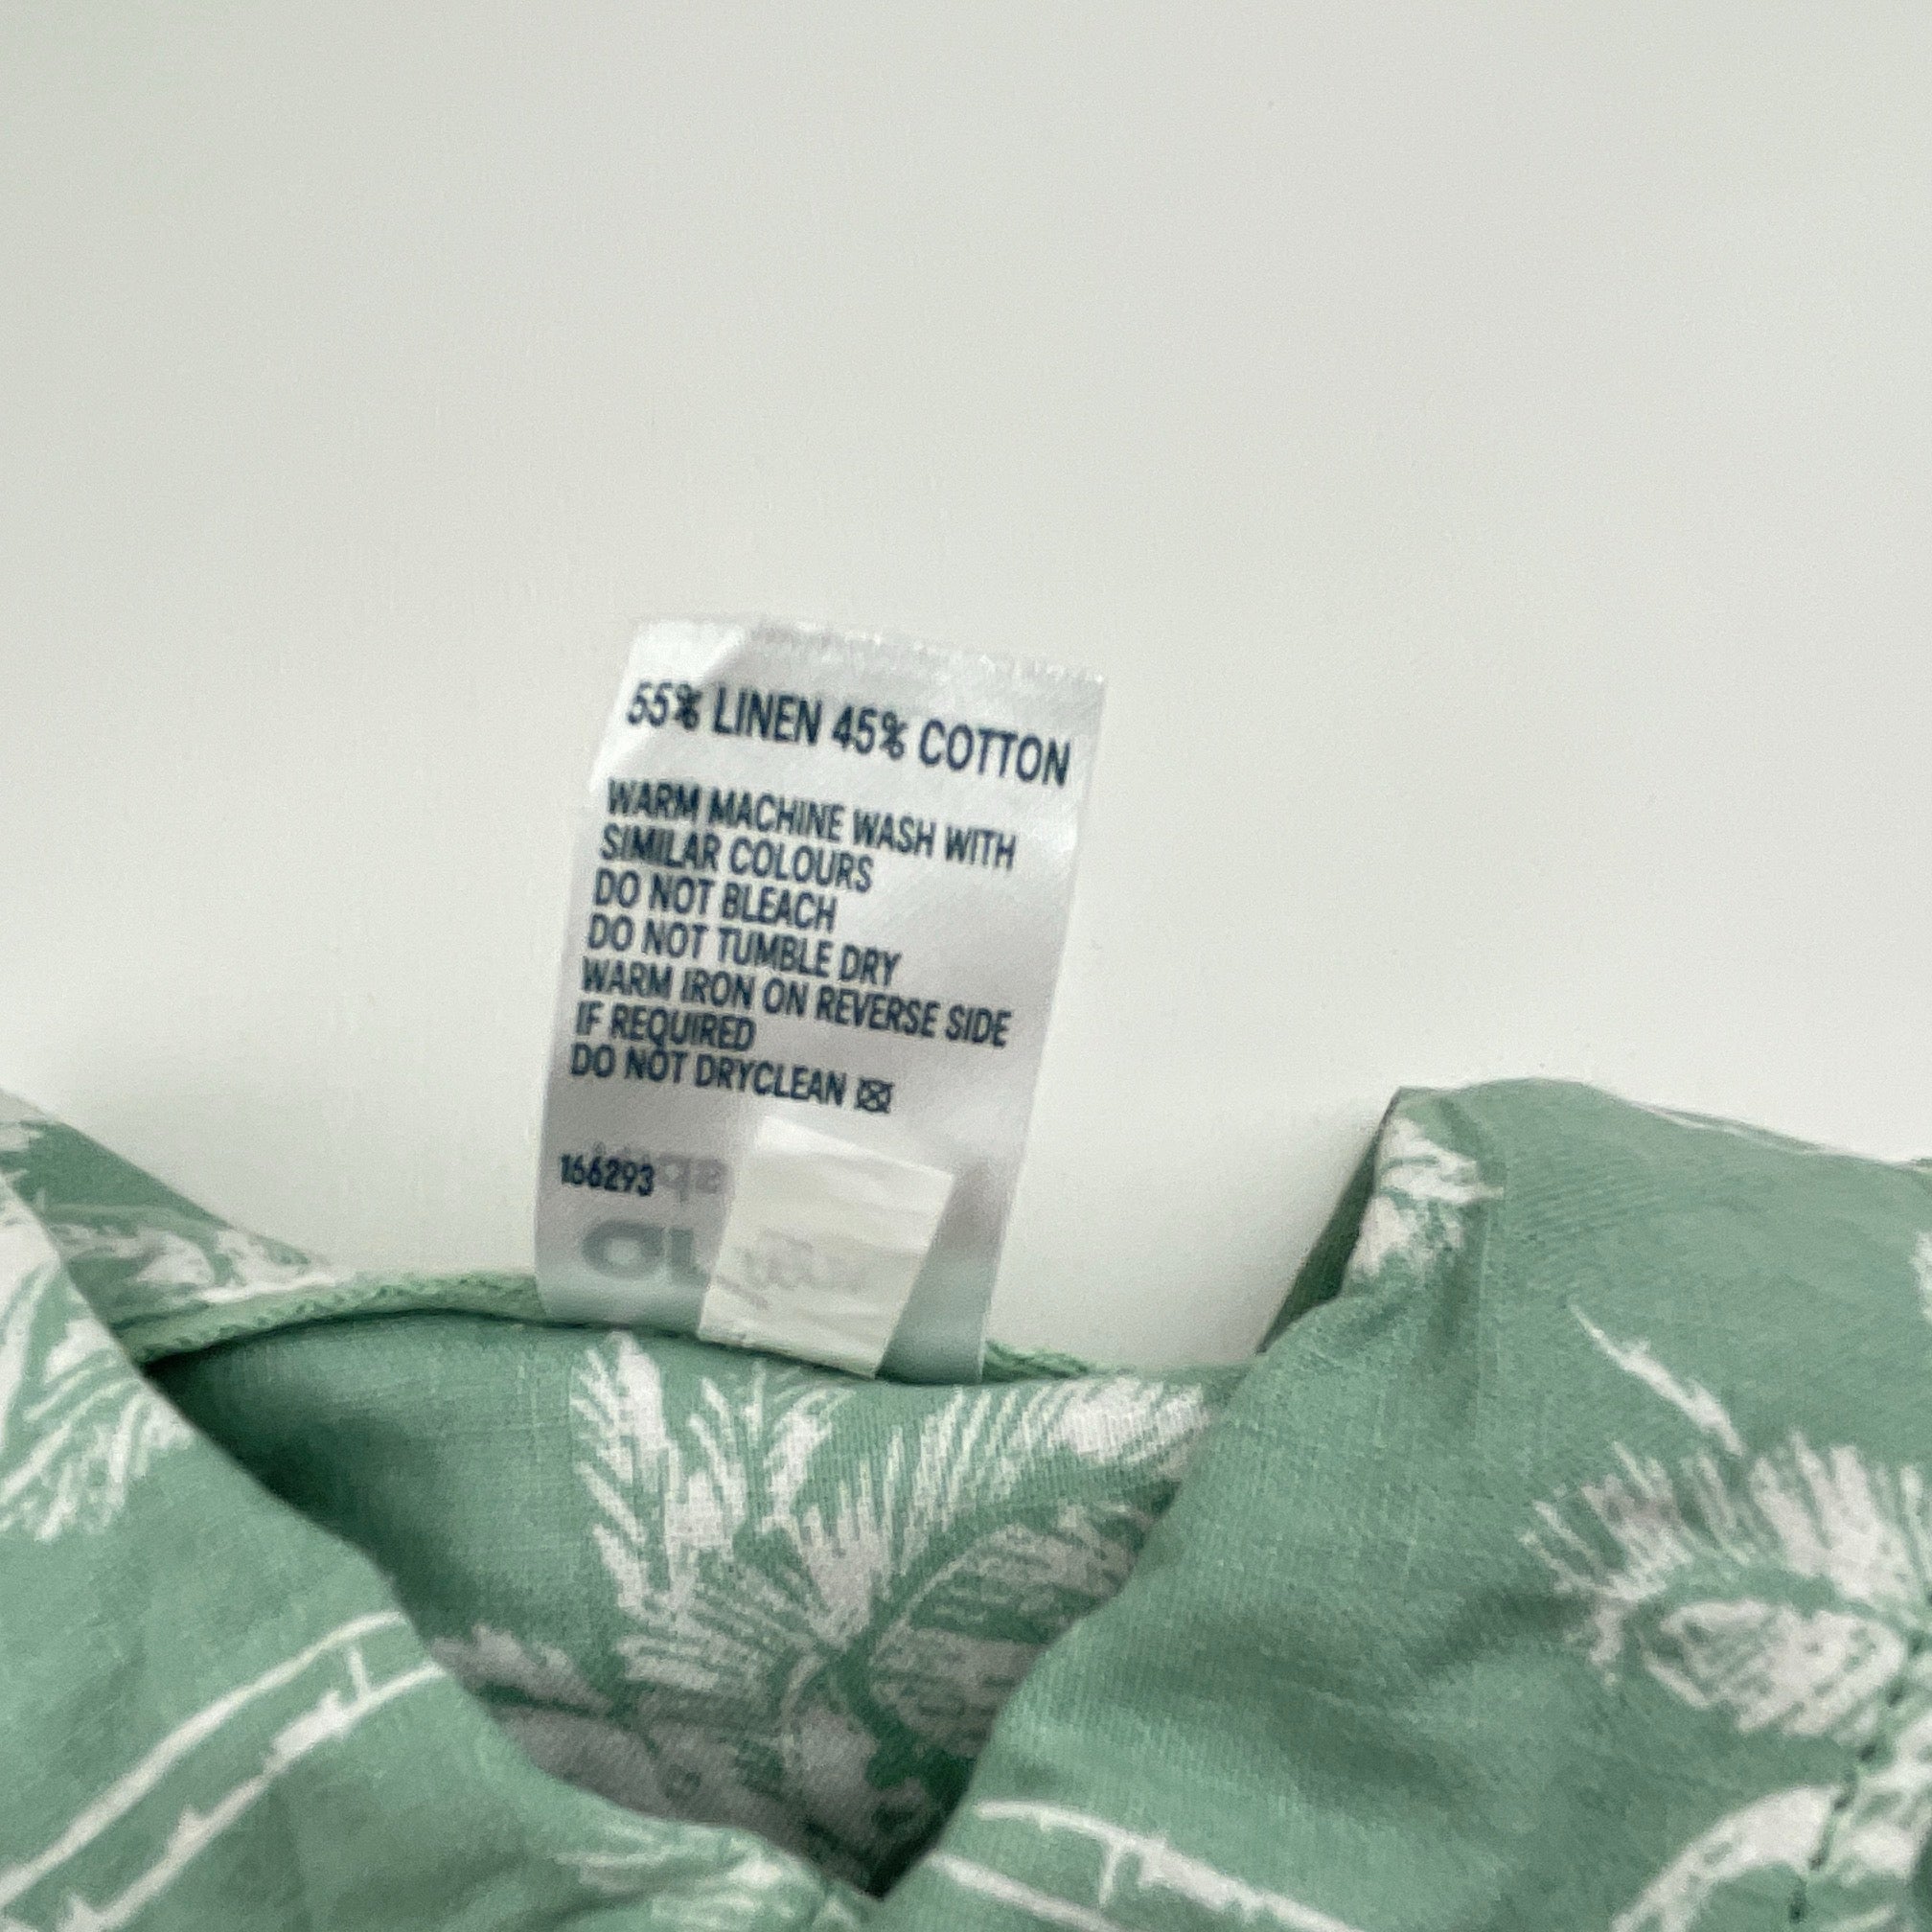 55% LINEN 45% COTTON
WARM MACHINE WASH WITH
SIMILAR COLOURS
DO NOT BLEACH
DO NOT TUMBLE DRY
WARM IRON ON REVERSE SIDE
IF REQUIRED
DO NOT DRYCLEAN
166293